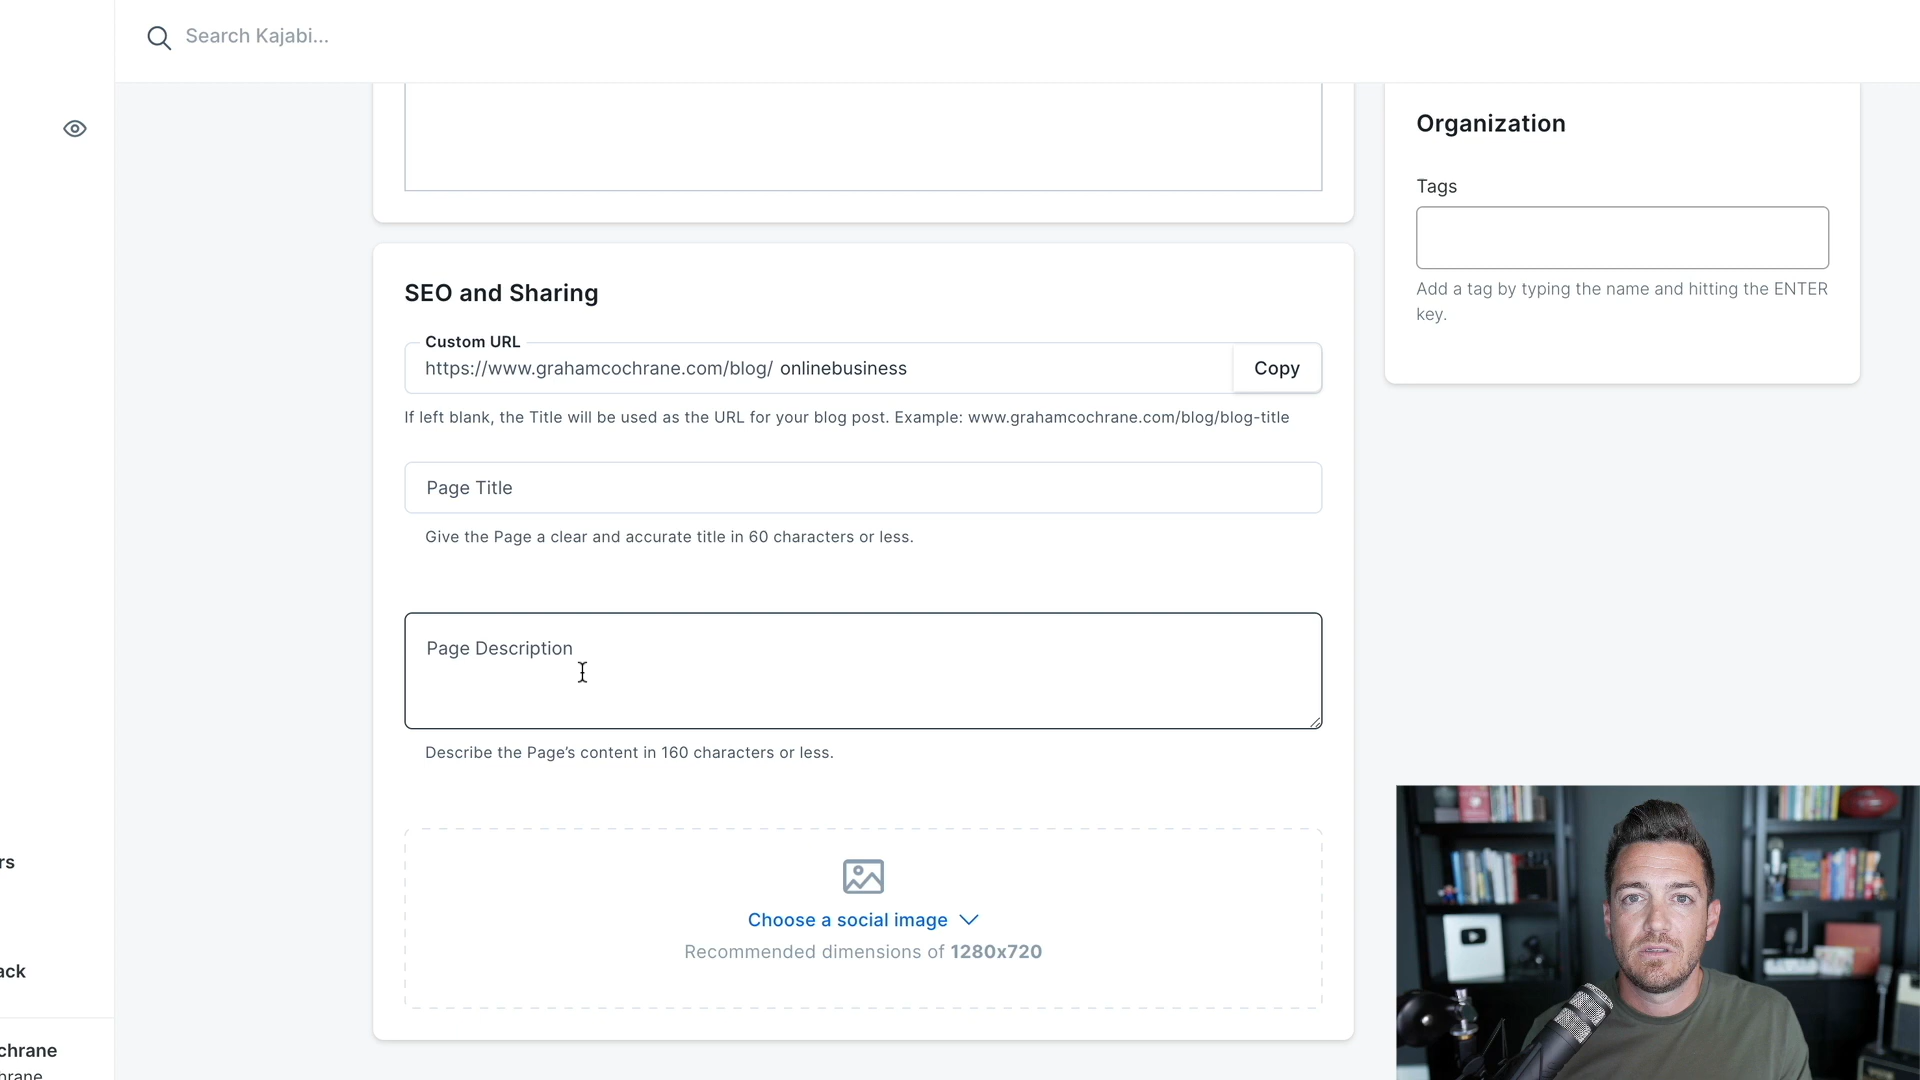 Search Kajabi...
Organization
Tags
Add a tag by typing the name and hitting the ENTER
key.
SEO and Sharing
Custom URL
https://www.grahamcochrane.com/blog/ onlinebusiness
Copy
If left blank, the Title will be used as the URL for your blog post. Example: www.grahamcochrane.com/blog/blog-title
Page Title
Give the Page a clear and accurate title in 60 characters or less.
Page Description
Describe the Page’s content in 160 characters or less.
Choose a social image
Recommended dimensions of 1280x720
rs
ack
chrane
hrane